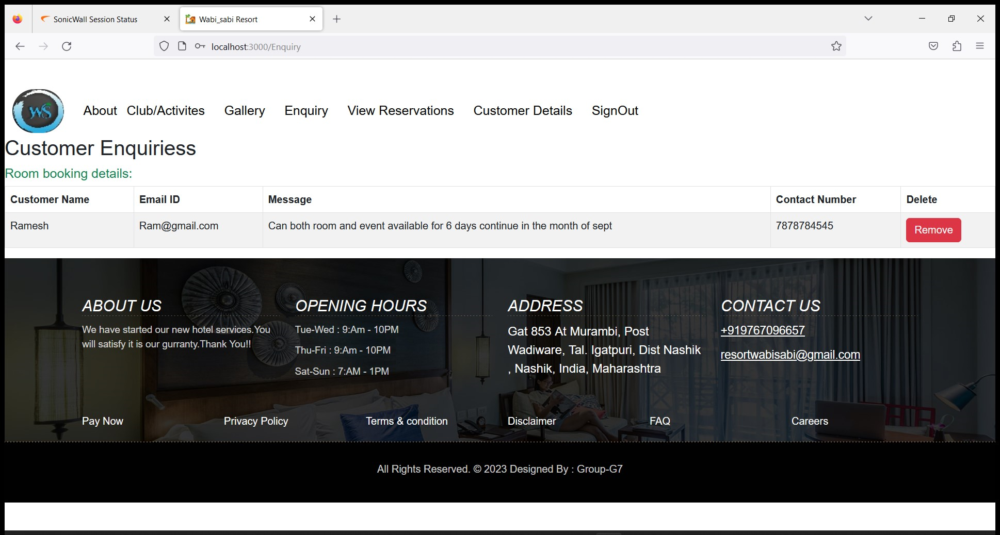 SonicWall Session Status
Wabi_sabi Resort
localhost:3000/Enquiry
WS
About Club/Activites Gallery Enquiry View Reservations Customer Details SignOut
Customer Enquiriess
Room booking details:
Customer Name Email ID Message Contact Number Delete
Ramesh Ram@gmail.com Can both room and event available for 6 days continue in the month of sept 7878784545 Remove
ABOUT US
We have started our new hotel services.You
will satisfy it is our gurranty.Thank You!!
OPENING HOURS
Tue-Wed : 9:Am - 10PM
Thu-Fri : 9:Am - 10PM
Sat-Sun : 7:AM - 1PM
ADDRESS
Gat 853 At Murambi, Post
Wadiware, Tal. Igatpuri, Dist Nashik
, Nashik, India, Maharashtra
CONTACT US
+919767096657
resortwabisabi@gmail.com
Pay Now Privacy Policy Terms & condition Disclaimer FAQ Careers
All Rights Reserved. © 2023 Designed By : Group-G7